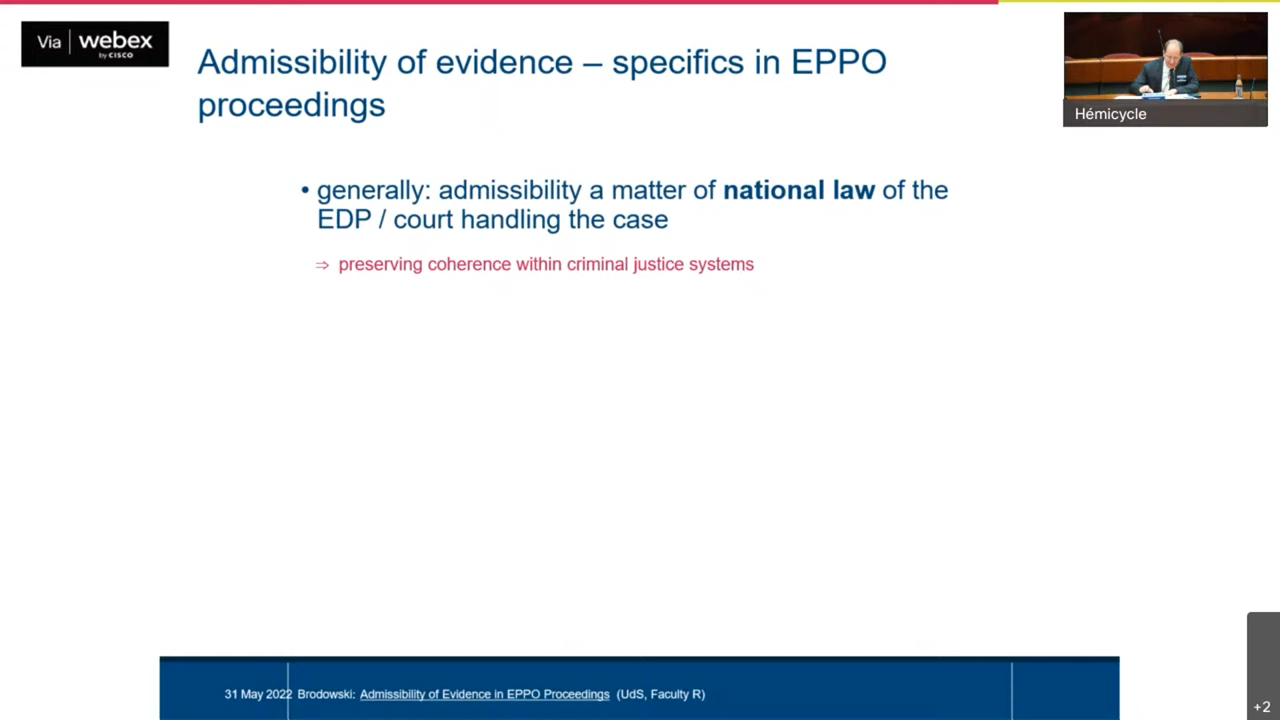 Via webex
by CISCO
Admissibility of evidence – specifics in EPPO
proceedings
Hémicycle
• generally: admissibility a matter of national law of the
EDP / court handling the case
⇒ preserving coherence within criminal justice systems
31 May 2022 Brodowski: Admissibility of Evidence in EPPO Proceedings (UdS, Faculty R)
+2